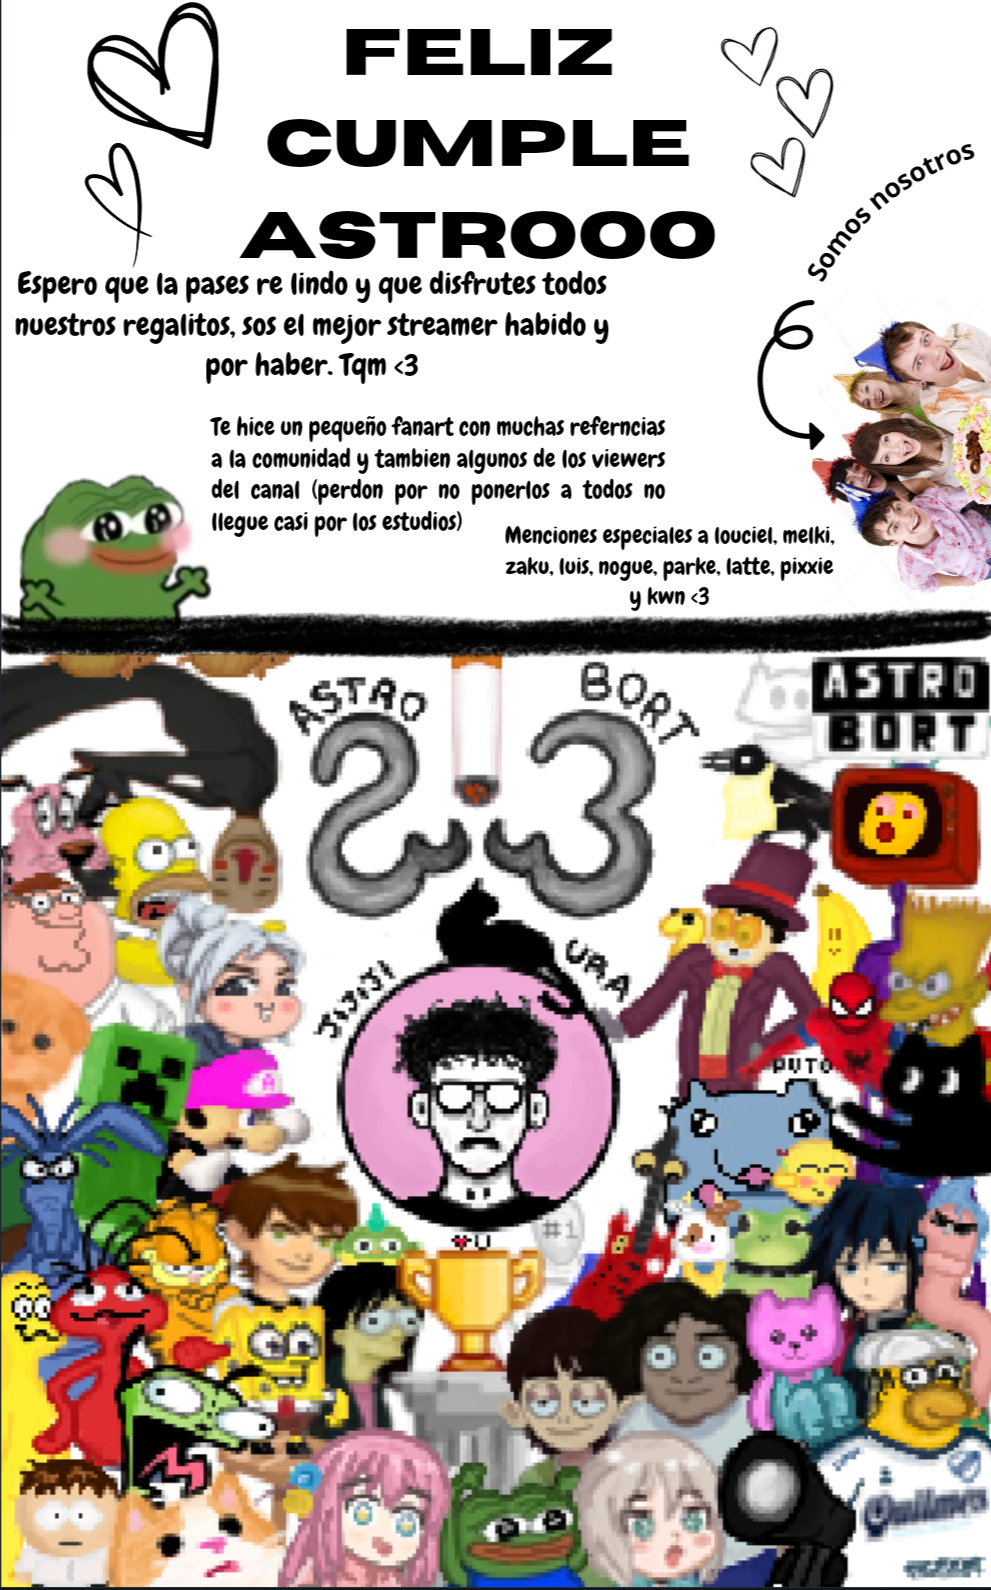 FELIZ
CUMPLE
ASTROOO
Somos nosotros
Espero que la pases re lindo y que disfrutes todos
nuestros regalitos, sos el mejor streamer habido y
por haber. Tqm <3
Te hice un pequeño fanart con muchas referncias
a la comunidad y tambien algunos de los viewers
del canal (perdon por no ponerlos a todos no
llegue casi por los estudios)
Menciones especiales a louciel, melki,
zaku, luis, nogue, parke, latte, pixxie
y kwn <3
ASTRO
BORT
ASTRO
BORT
23
JIJIJI
URA
PUTO
A
♥U
#1
Quilmes